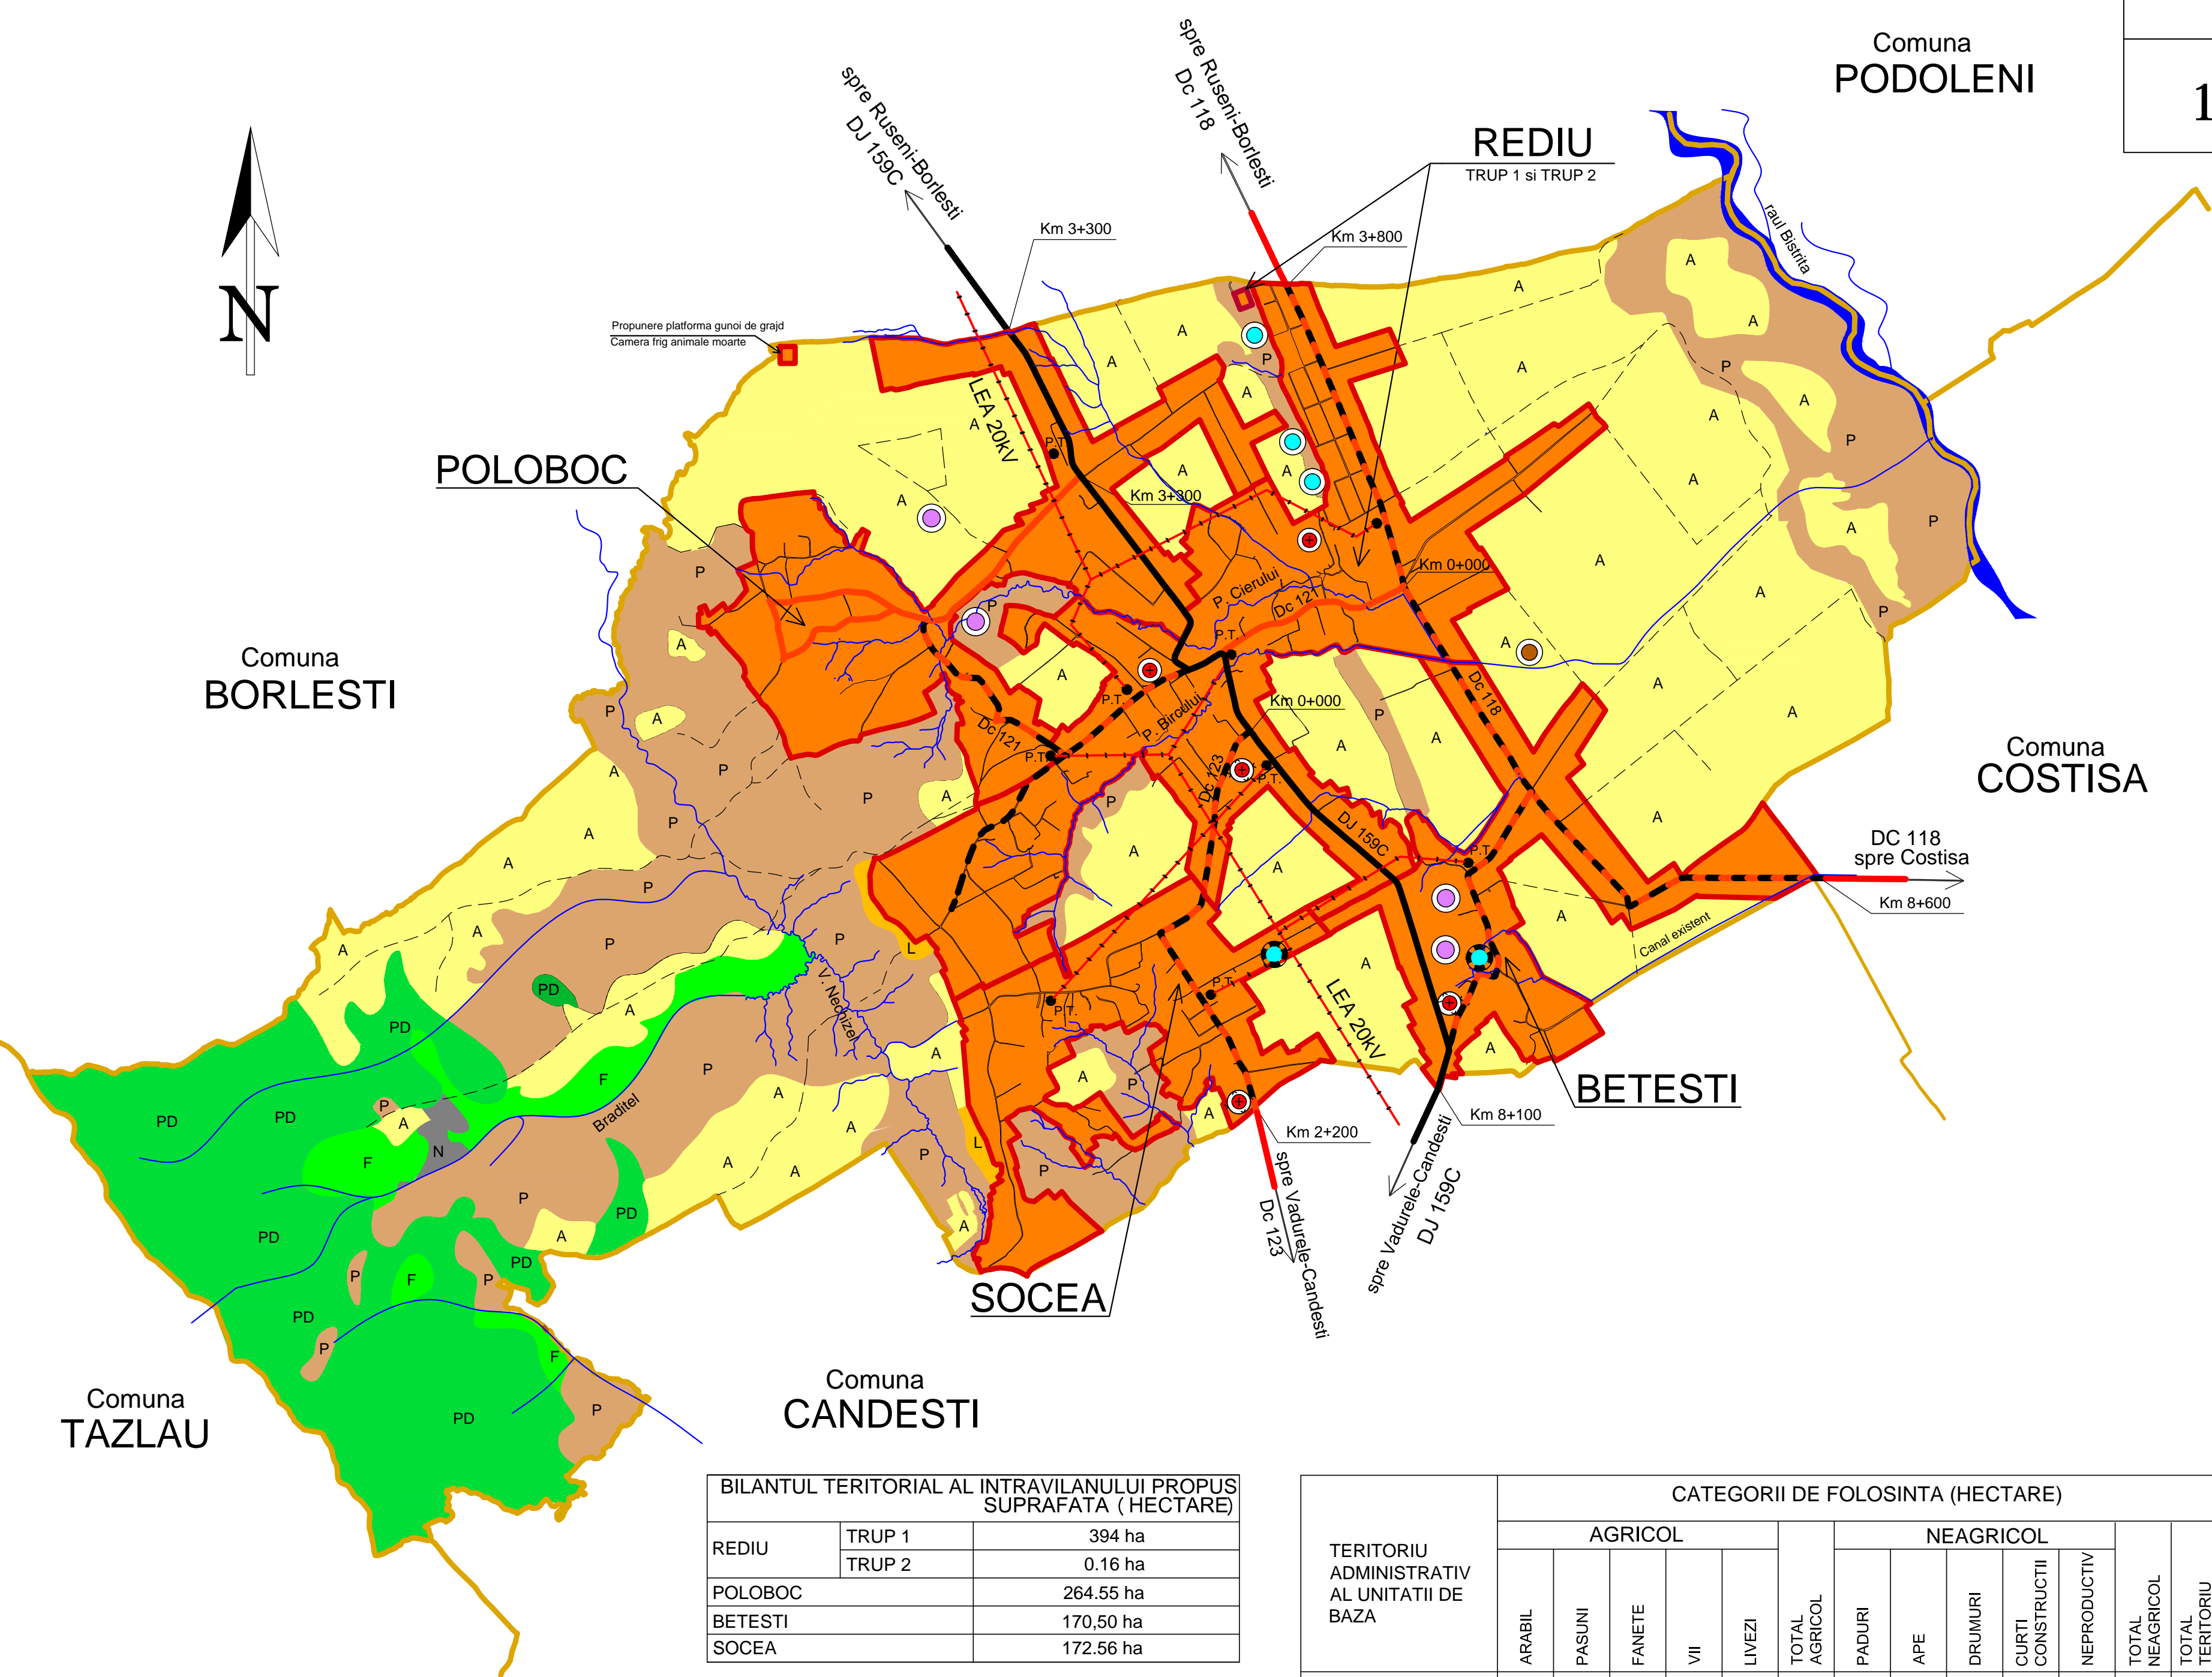 Comuna
PODOLENI
1
spre Ruseni-Borlesti
DJ 159C
spre Ruseni-Borlesti
Dc 118
REDIU
TRUP 1 si TRUP 2
Km 3+300
Km 3+800
raul Bistrita
N
Propunere platforma gunoi de grajd
Camera frig animale moarte
LEA 20kV
P.T.
POLOBOC
Km 3+300
Km 0+000
P. Cierului
Dc 121
P.T.
Comuna
BORLESTI
P.T.
P. Bircului
Km 0+000
Dc 118
Dc 121
P.T.
Dc 123
P.T.
Comuna
COSTISA
DJ 159C
P.T.
DC 118
spre Costisa
Km 8+600
Canal existent
V. Nechizel
P.T.
P.T.
LEA 20kV
BETESTI
Braditel
Km 8+100
Km 2+200
spre Vadurele-Candesti
Dc 123
spre Vadurele-Candesti
DJ 159C
SOCEA
A
P
L
PD
F
N
Comuna
TAZLAU
Comuna
CANDESTI
BILANTUL TERITORIAL AL INTRAVILANULUI PROPUS
SUPRAFATA ( HECTARE)
REDIU TRUP 1 394 ha
TRUP 2 0.16 ha
POLOBOC 264.55 ha
BETESTI 170,50 ha
SOCEA 172.56 ha
TERITORIU
ADMINISTRATIV
AL UNITATII DE
BAZA
CATEGORII DE FOLOSINTA (HECTARE)
AGRICOL
NEAGRICOL
ARABIL
PASUNI
FANETE
VII
LIVEZI
TOTAL
AGRICOL
PADURI
APE
DRUMURI
CURTI
CONSTRUCTII
NEPRODUCTIV
TOTAL
NEAGRICOL
TOTAL
TERITORIU